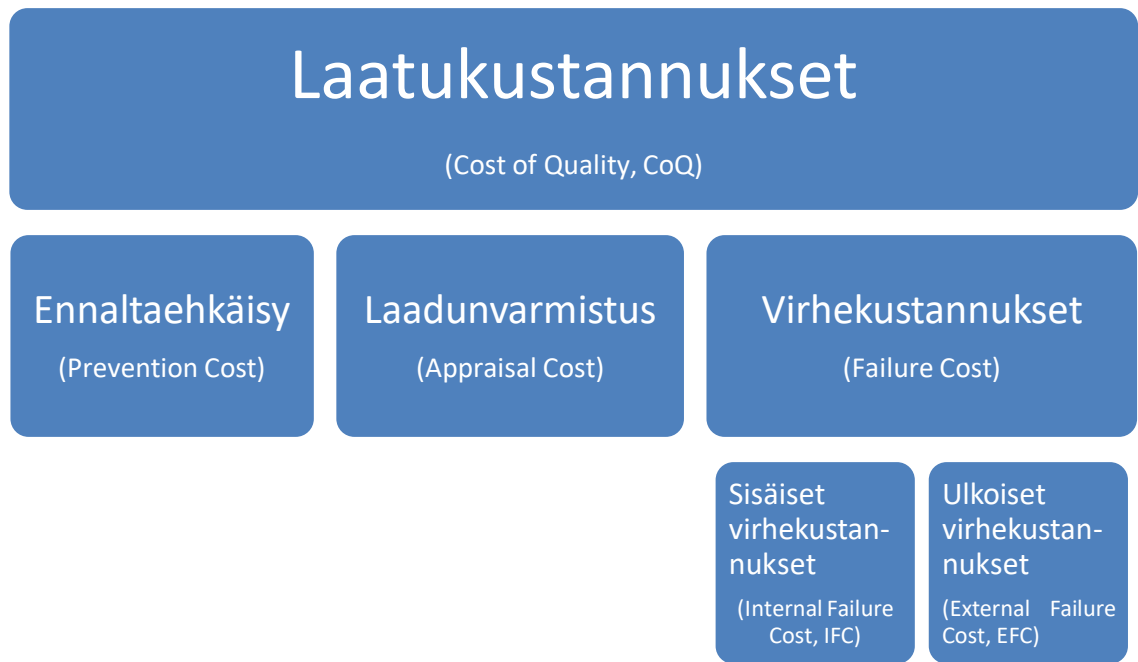 Laatukustannukset
(Cost of Quality, CoQ)
Ennaltaehkäisy
(Prevention Cost)
Laadunvarmistus
(Appraisal Cost)
Virhekustannukset
(Failure Cost)
Sisäiset
virhekustan-
nukset
(Internal Failure
Cost, IFC)
Ulkoiset
virhekustan-
nukset
(External Failure
Cost, EFC)